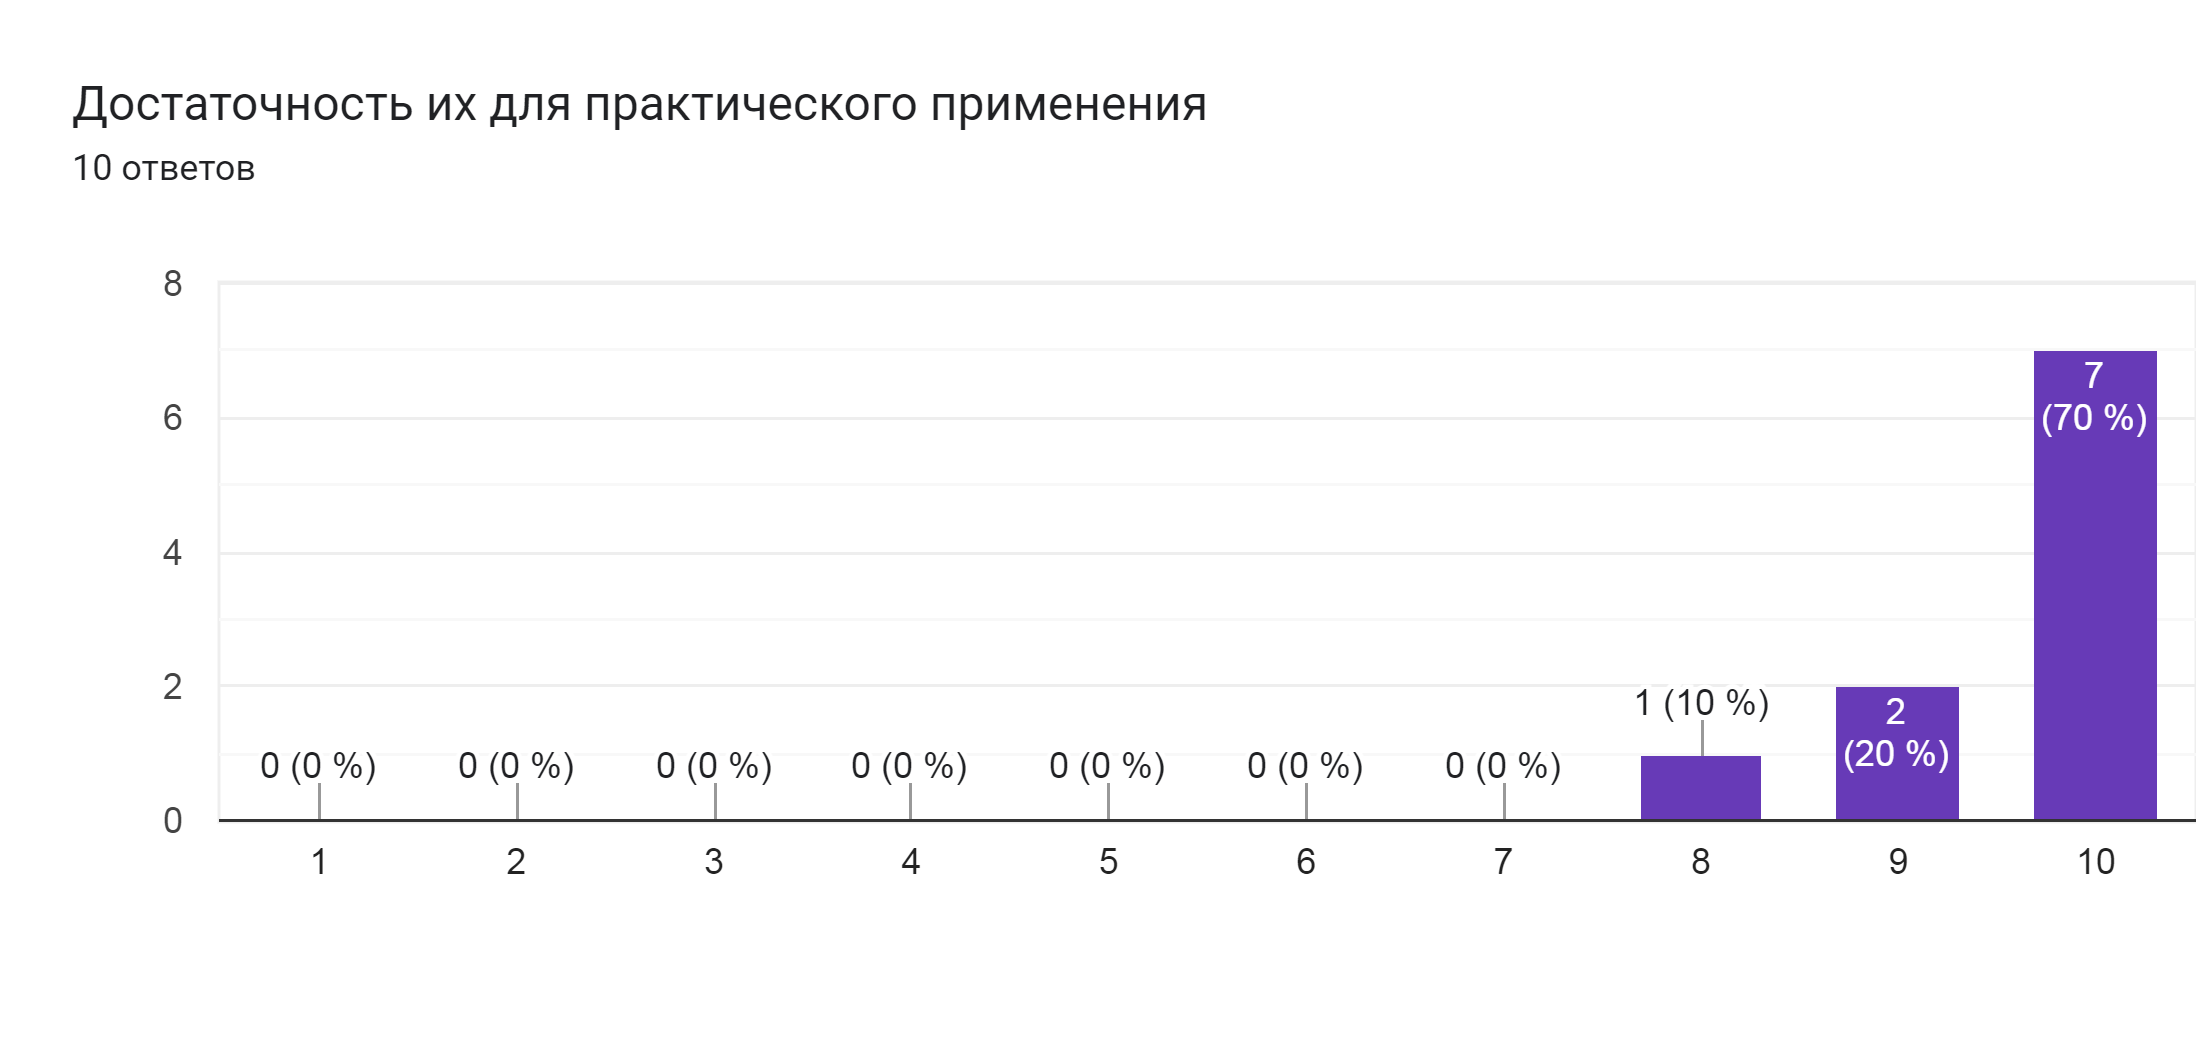 Достаточность их для практического применения
10 ответов
8
6
4
2
0
0 (0 %)
0 (0 %)
0 (0 %)
0 (0 %)
0 (0 %)
0 (0 %)
0 (0 %)
1 (10 %)
2
(20 %)
7
(70 %)
1
2
3
4
5
6
7
8
9
10